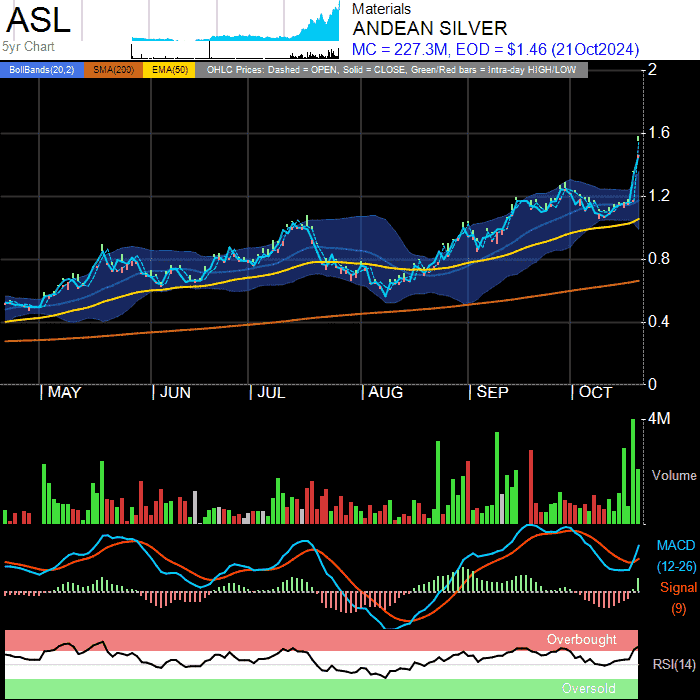 ASL
5yr Chart
Materials
ANDEAN SILVER
MC = 227.3M, EOD = $1.46 (21Oct2024)
BollBands(20,2) SMA(200) EMA(50) OHLC Prices: Dashed = OPEN, Solid = CLOSE, Green/Red bars = Intra-day HIGH/LOW
2
1.6
1.2
0.8
0.4
0
MAY JUN JUL AUG SEP OCT
4M
Volume
MACD
(12-26)
Signal
(9)
Overbought
RSI(14)
Oversold